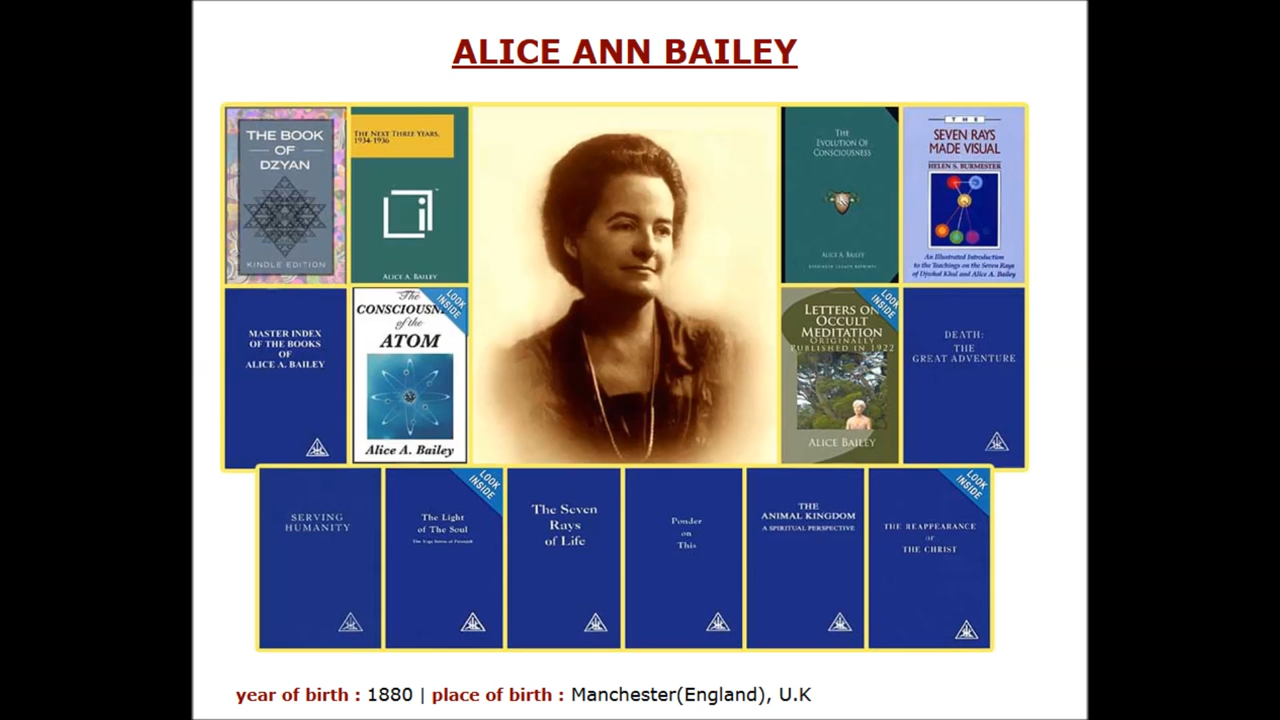 ALICE ANN BAILEY
THE BOOK
OF
DZYAN
KINDLE EDITION
THE NEXT THREE YEARS,
1934-1936
ALICE A. BAILEY
THE
EVOLUTION OF
CONSCIOUSNESS
ALICE A. BAILEY
THE
SEVEN RAYS
MADE VISUAL
HELEN S. BURMESTER
An Illustrated Introduction
to the Teachings on the Seven Rays
of Djwhal Khul and Alice A. Bailey
MASTER INDEX
OF THE BOOKS
OF
ALICE A. BAILEY
LOOK
INSIDE
The
CONSCIOUSN
of the
ATOM
Alice A. Bailey
LOOK
INSIDE
LETTERS ON
OCCULT
MEDITATION
ORIGINALLY
PUBLISHED IN 1922
ALICE BAILEY
DEATH:
THE
GREAT ADVENTURE
SERVING
HUMANITY
LOOK
INSIDE
The Light
of The Soul
The Seven
Rays
of Life
Ponder
on
This
THE
ANIMAL KINGDOM
A SPIRITUAL PERSPECTIVE
LOOK
INSIDE
THE REAPPEARANCE
OF
THE CHRIST
year of birth : 1880 | place of birth : Manchester(England), U.K